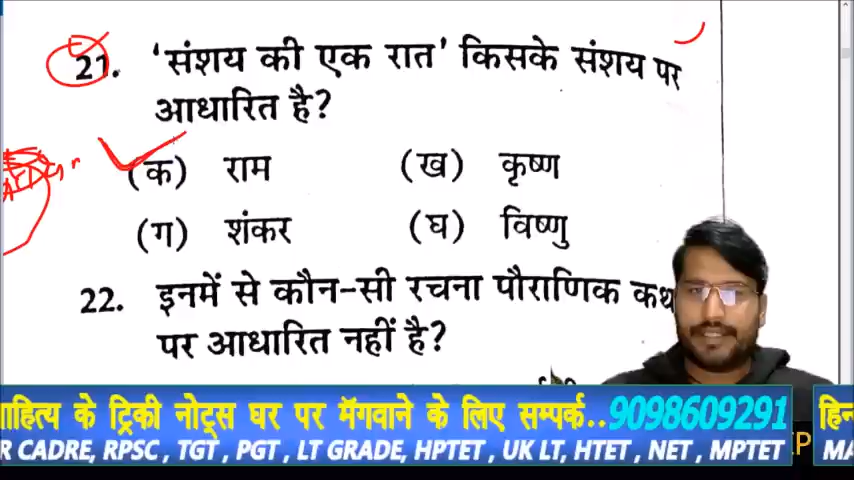 21. 'संशय की एक रात' किसके संशय पर
आधारित है?
(क) राम (ख) कृष्ण
(ग) शंकर (घ) विष्णु
22. इनमें से कौन-सी रचना पौराणिक कथ
पर आधारित नहीं है?
ाहित्य के ट्रिकी नोट्स घर पर मॅगवाने के लिए सम्पर्क..9098609291 हिन
R CADRE, RPSC , TGT , PGT , LT GRADE, HPTET , UK LT, HTET , NET , MPTET MA